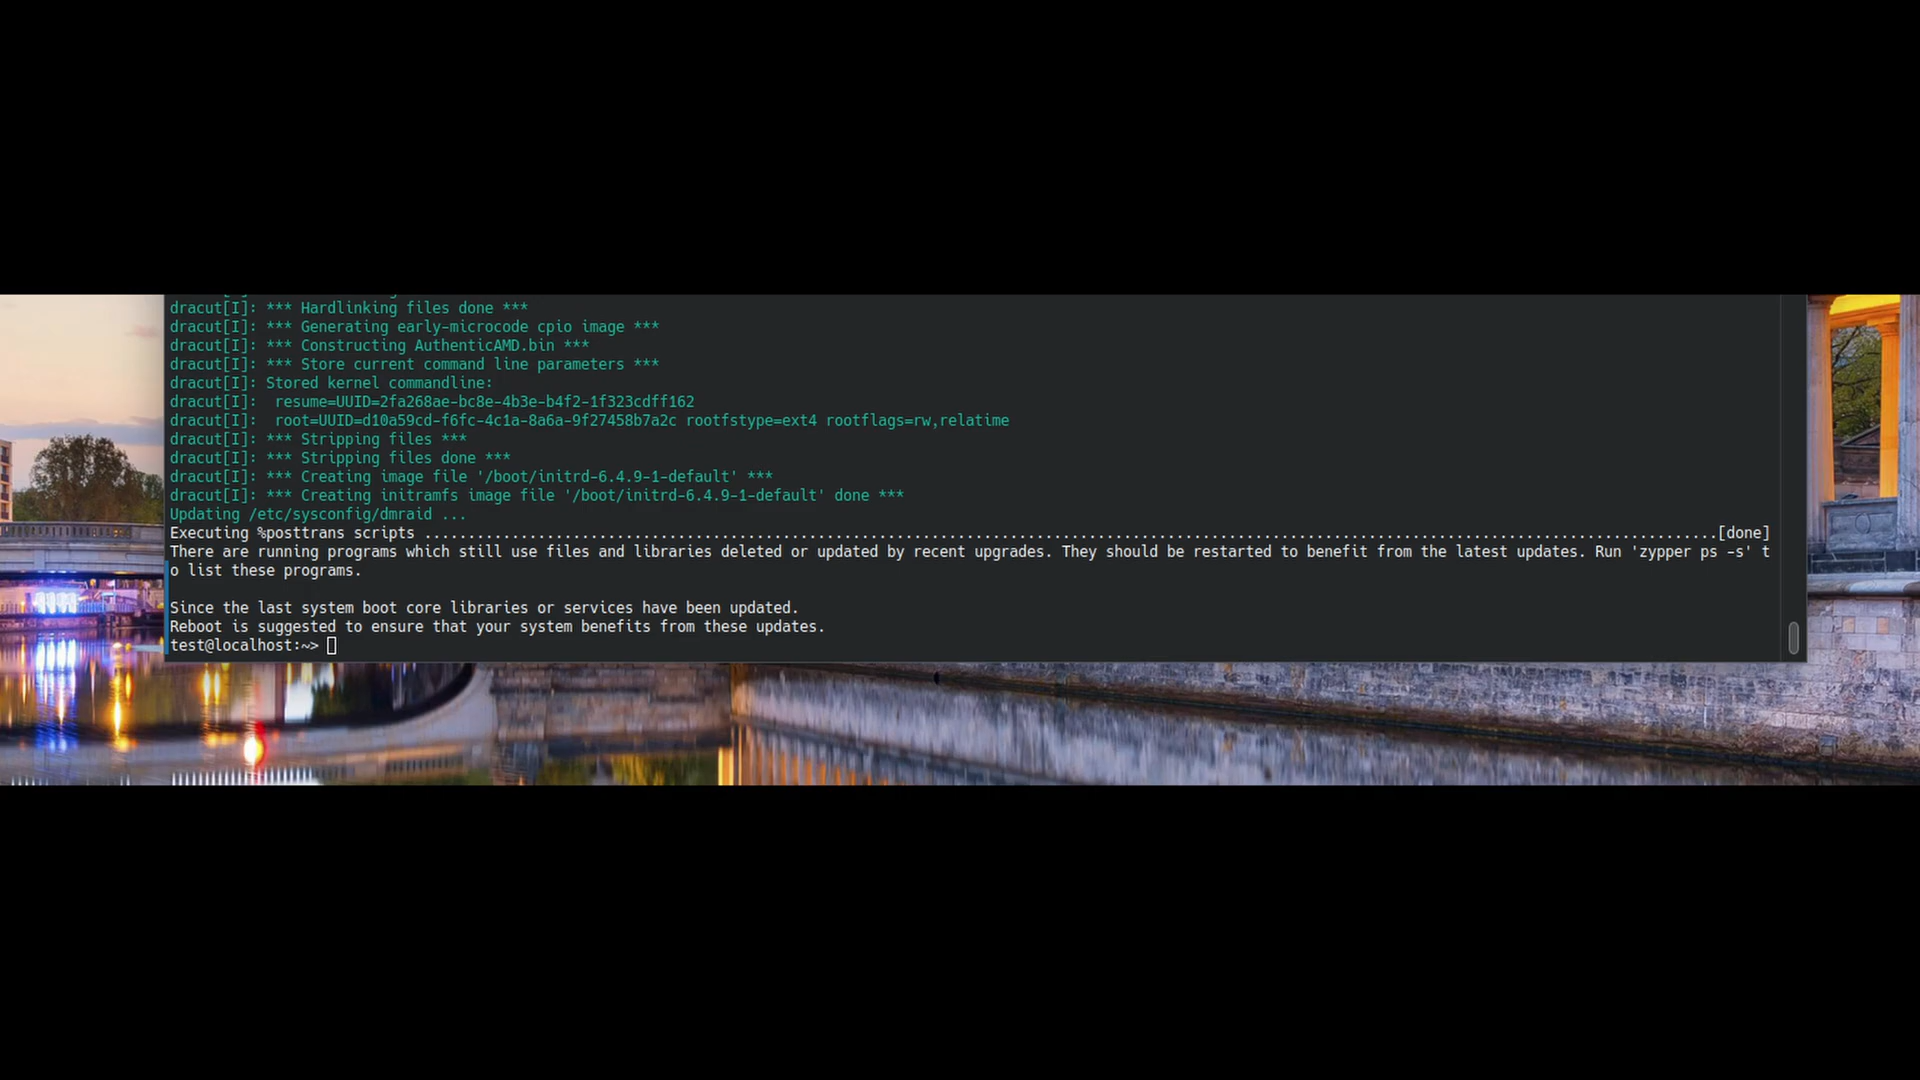 dracut[I]: *** Hardlinking files done ***
dracut[I]: *** Generating early-microcode cpio image ***
dracut[I]: *** Constructing AuthenticAMD.bin ***
dracut[I]: *** Store current command line parameters ***
dracut[I]: Stored kernel commandline:
dracut[I]:  resume=UUID=2fa268ae-bc8e-4b3e-b4f2-1f323cdff162
dracut[I]:  root=UUID=d10a59cd-f6fc-4c1a-8a6a-9f27458b7a2c rootfstype=ext4 rootflags=rw,relatime
dracut[I]: *** Stripping files ***
dracut[I]: *** Stripping files done ***
dracut[I]: *** Creating image file '/boot/initrd-6.4.9-1-default' ***
dracut[I]: *** Creating initramfs image file '/boot/initrd-6.4.9-1-default' done ***
Updating /etc/sysconfig/dmraid ...
Executing %posttrans scripts ....................................................................................................................................................[done]
There are running programs which still use files and libraries deleted or updated by recent upgrades. They should be restarted to benefit from the latest updates. Run 'zypper ps -s' t
o list these programs.
Since the last system boot core libraries or services have been updated.
Reboot is suggested to ensure that your system benefits from these updates.
test@localhost:~>